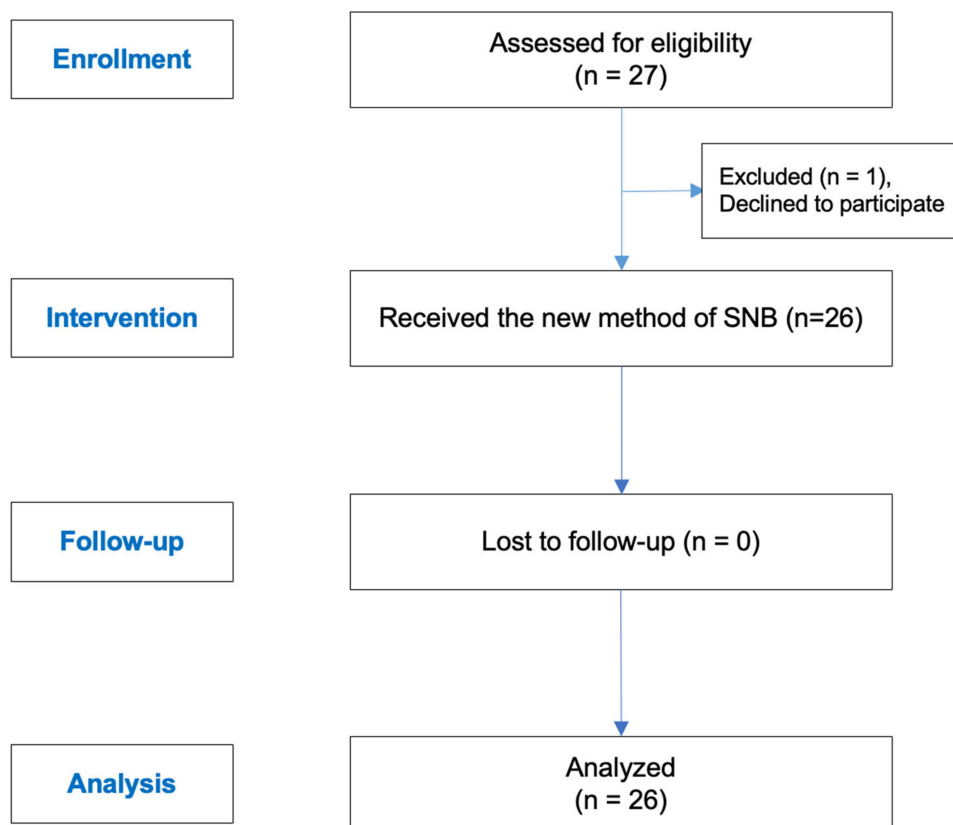 Enrollment
Assessed for eligibility
(n = 27)
Excluded (n = 1),
Declined to participate
Intervention
Received the new method of SNB (n=26)
Follow-up
Lost to follow-up (n = 0)
Analysis
Analyzed
(n = 26)